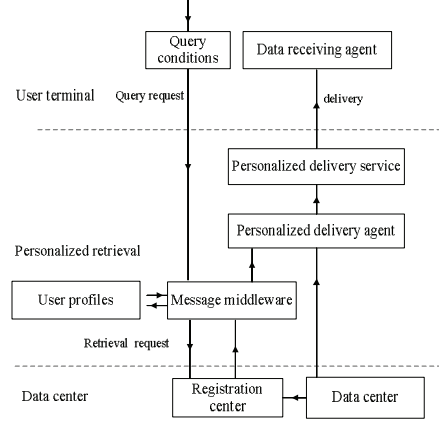 Query
conditions
Data receiving agent
User terminal
Query request
delivery
Personalized delivery service
Personalized delivery agent
Personalized retrieval
User profiles
Message middleware
Retrieval request
Data center
Registration
center
Data center